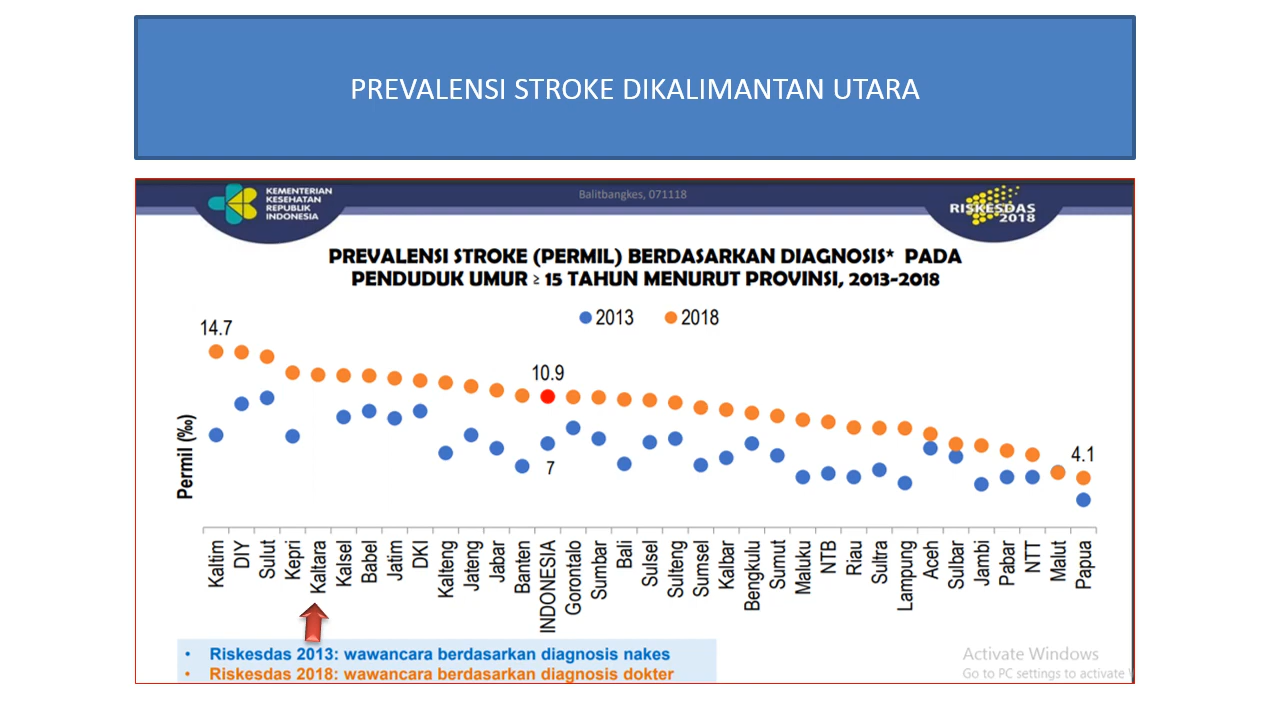 PREVALENSI STROKE DIKALIMANTAN UTARA
KEMENTERIAN
KESEHATAN
REPUBLIK
INDONESIA
Balitbangkes, 071118
RISKESDAS
2018
PREVALENSI STROKE (PERMIL) BERDASARKAN DIAGNOSIS* PADA
PENDUDUK UMUR ≥ 15 TAHUN MENURUT PROVINSI, 2013-2018
2013 2018
14.7
10.9
7
4.1
Permil (‰)
Kaltim
DIY
Sulut
Kepri
Kaltara
Kalsel
Babel
Jatim
DKI
Kalteng
Jateng
Jabar
Banten
INDONESIA
Gorontalo
Sumbar
Bali
Sulsel
Sulteng
Sumsel
Kalbar
Bengkulu
Sumut
Maluku
NTB
Riau
Sultra
Lampung
Aceh
Sulbar
Jambi
Pabar
NTT
Malut
Papua
• Riskesdas 2013: wawancara berdasarkan diagnosis nakes
• Riskesdas 2018: wawancara berdasarkan diagnosis dokter
Activate Windows
Go to PC settings to activate W